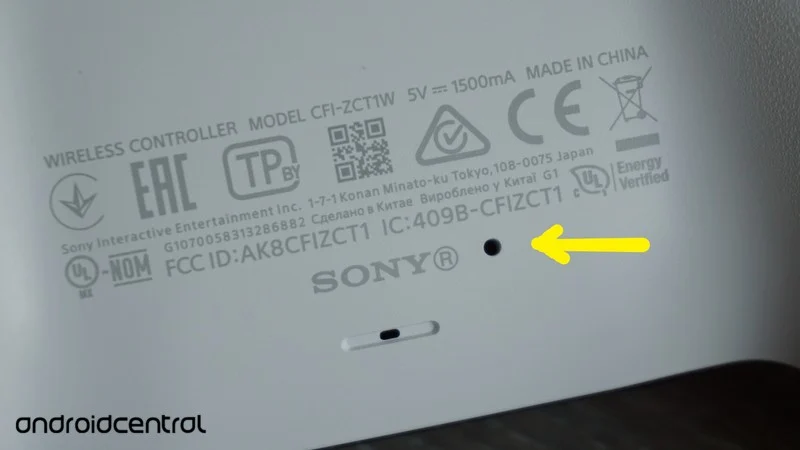 WIRELESS CONTROLLER MODEL CFI-ZCT1W 5V ⎓ 1500mA MADE IN CHINA
EAC TP BY CE
Sony Interactive Entertainment Inc. 1-7-1 Konan Minato-ku Tokyo,108-0075 Japan
c UL Energy Verified
G1070058313286882 Сделано в Китае Вироблено у Китаї G1
UL MX -NOM FCC ID:AK8CFIZCT1 IC:409B-CFIZCT1
SONY®
androidcentral